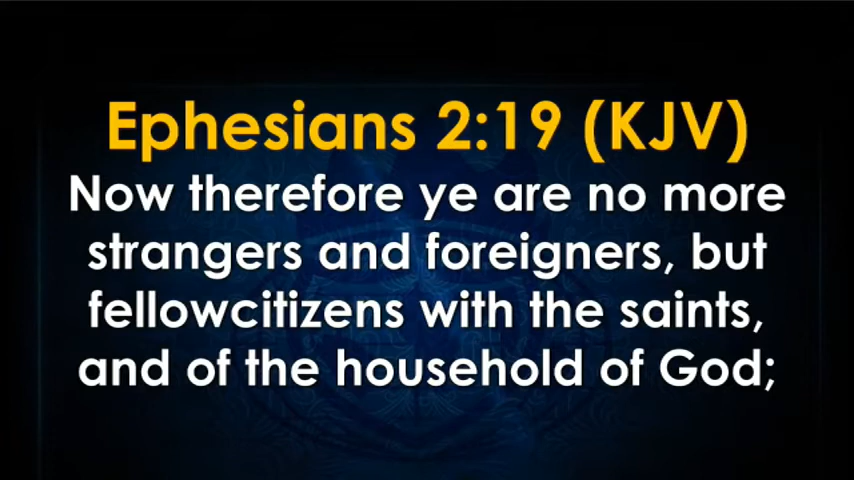 Ephesians 2:19 (KJV)
Now therefore ye are no more
strangers and foreigners, but
fellowcitizens with the saints,
and of the household of God;